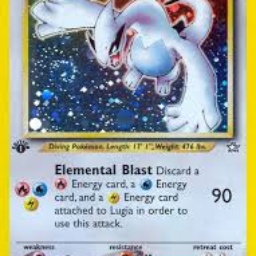 Diving Pokémon. Length: 17' 1", Weight: 476 lbs.
Elemental Blast Discard a
Energy card, a Energy
card, and a Energy card
attached to Lugia in order to
use this attack.
90
weakness resistance retreat cost